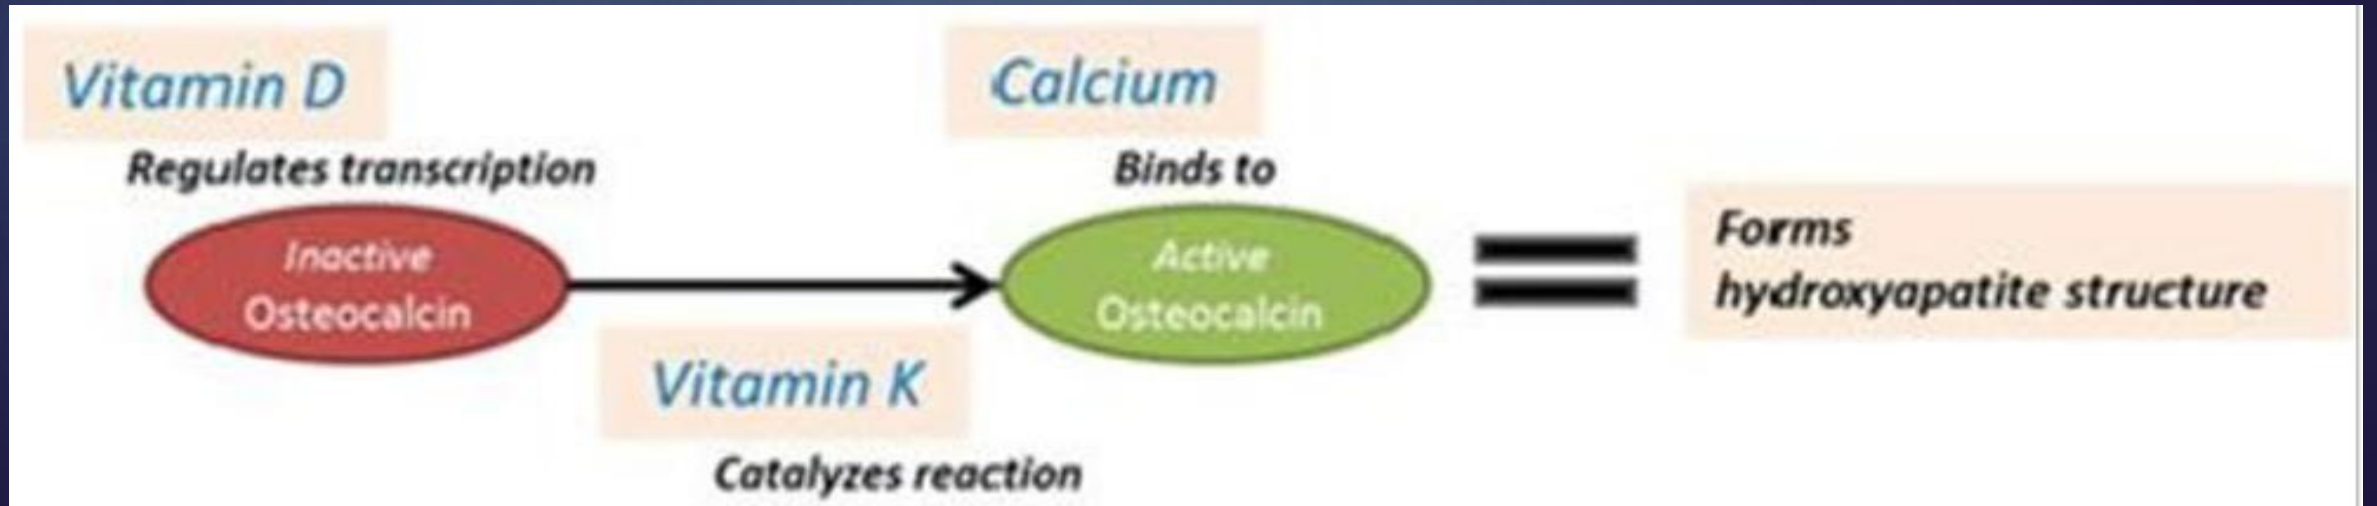 Vitamin D
Regulates transcription
Inactive
Osteocalcin
Vitamin K
Catalyzes reaction
Calcium
Binds to
Active
Osteocalcin
Forms
hydroxyapatite structure